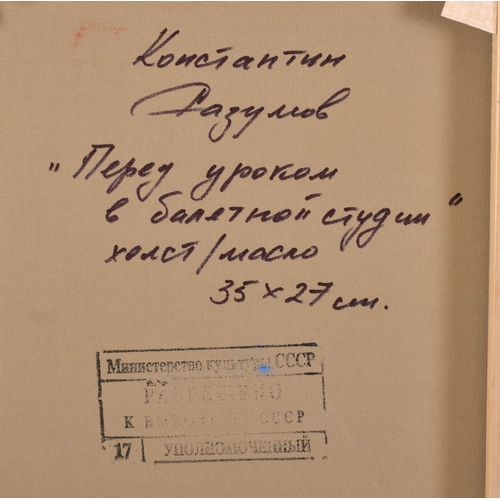 Константин
Разумов
"Перед уроком
в балетной студии"
холст/масло
35 x 27 см.
Министерство культуры СССР
РАЗРЕШЕНО
К ВЫВОЗУ ИЗ СССР
17 УПОЛНОМОЧЕННЫЙ